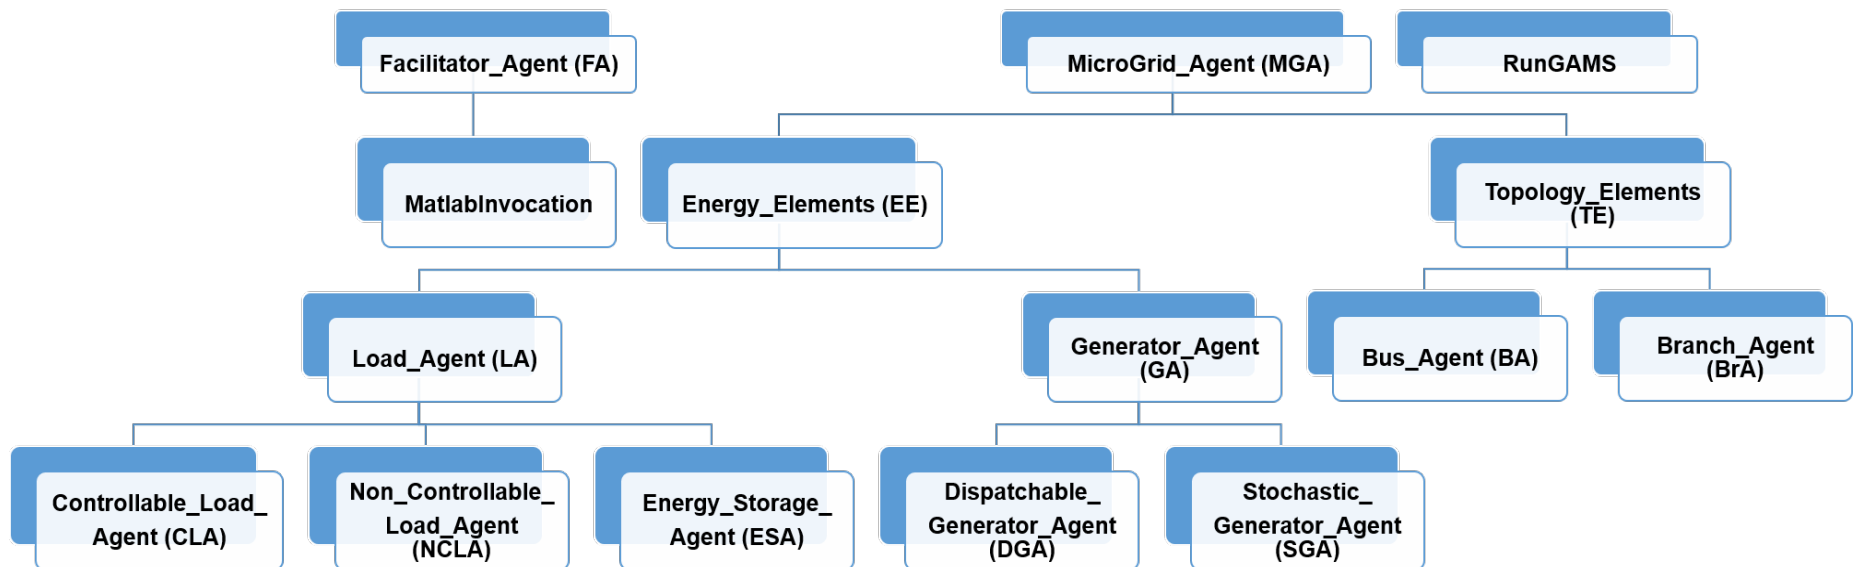 Facilitator_Agent (FA)
MicroGrid_Agent (MGA)
RunGAMS
MatlabInvocation
Energy_Elements (EE)
Topology_Elements
(TE)
Load_Agent (LA)
Generator_Agent
(GA)
Bus_Agent (BA)
Branch_Agent
(BrA)
Controllable_Load_
Agent (CLA)
Non_Controllable_
Load_Agent
(NCLA)
Energy_Storage_
Agent (ESA)
Dispatchable_
Generator_Agent
(DGA)
Stochastic_
Generator_Agent
(SGA)